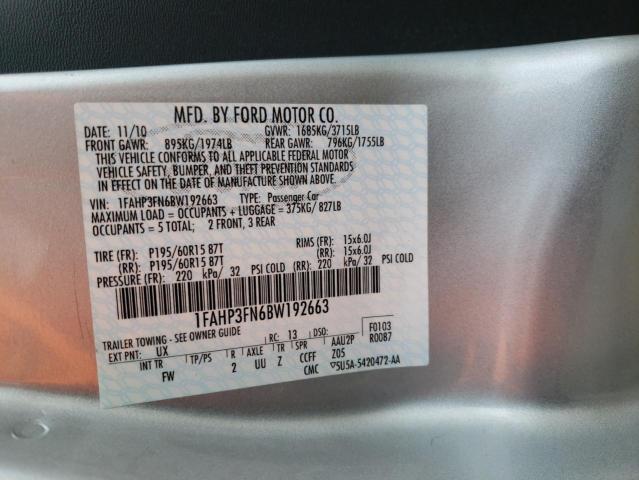 MFD. BY FORD MOTOR CO.
DATE: 11/10 GVWR: 1685KG/3715LB
FRONT GAWR: 895KG/1974LB REAR GAWR: 796KG/1755LB
THIS VEHICLE CONFORMS TO ALL APPLICABLE FEDERAL MOTOR
VEHICLE SAFETY, BUMPER, AND THEFT PREVENTION STANDARDS
IN EFFECT ON THE DATE OF MANUFACTURE SHOWN ABOVE.
VIN: 1FAHP3FN6BW192663 TYPE: Passenger Car
MAXIMUM LOAD = OCCUPANTS + LUGGAGE = 375KG/ 827LB
OCCUPANTS = 5 TOTAL; 2 FRONT, 3 REAR
TIRE (FR): P195/60R15 87T RIMS (FR): 15x6.0J
(RR): P195/60R15 87T (RR): 15x6.0J
PRESSURE (FR): 220 kPa/ 32 PSI COLD (RR): 220 kPa/ 32 PSI COLD
1FAHP3FN6BW192663
TRAILER TOWING - SEE OWNER GUIDE RC: 13 DSO: F0103
EXT PNT: UX R0087
INT TR TP/PS R AXLE TR SPR AAU2P
FW 2 UU Z CCFF Z05
CMC ▽5U5A-5420472-AA